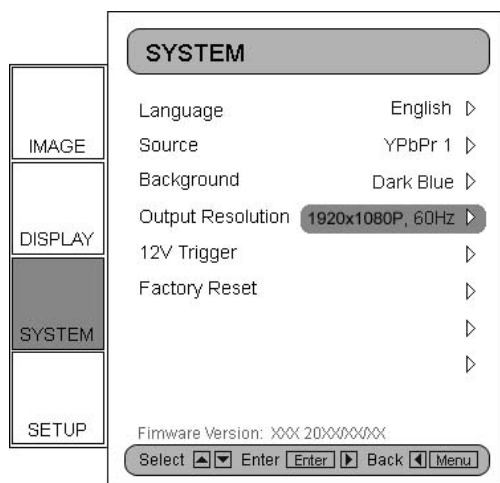 SYSTEM
IMAGE
DISPLAY
SYSTEM
SETUP
Language English
Source YPbPr 1
Background Dark Blue
Output Resolution 1920x1080P, 60Hz
12V Trigger
Factory Reset
Fimware Version: XXX 20XX/XX/XX
Select Enter Enter Back Menu